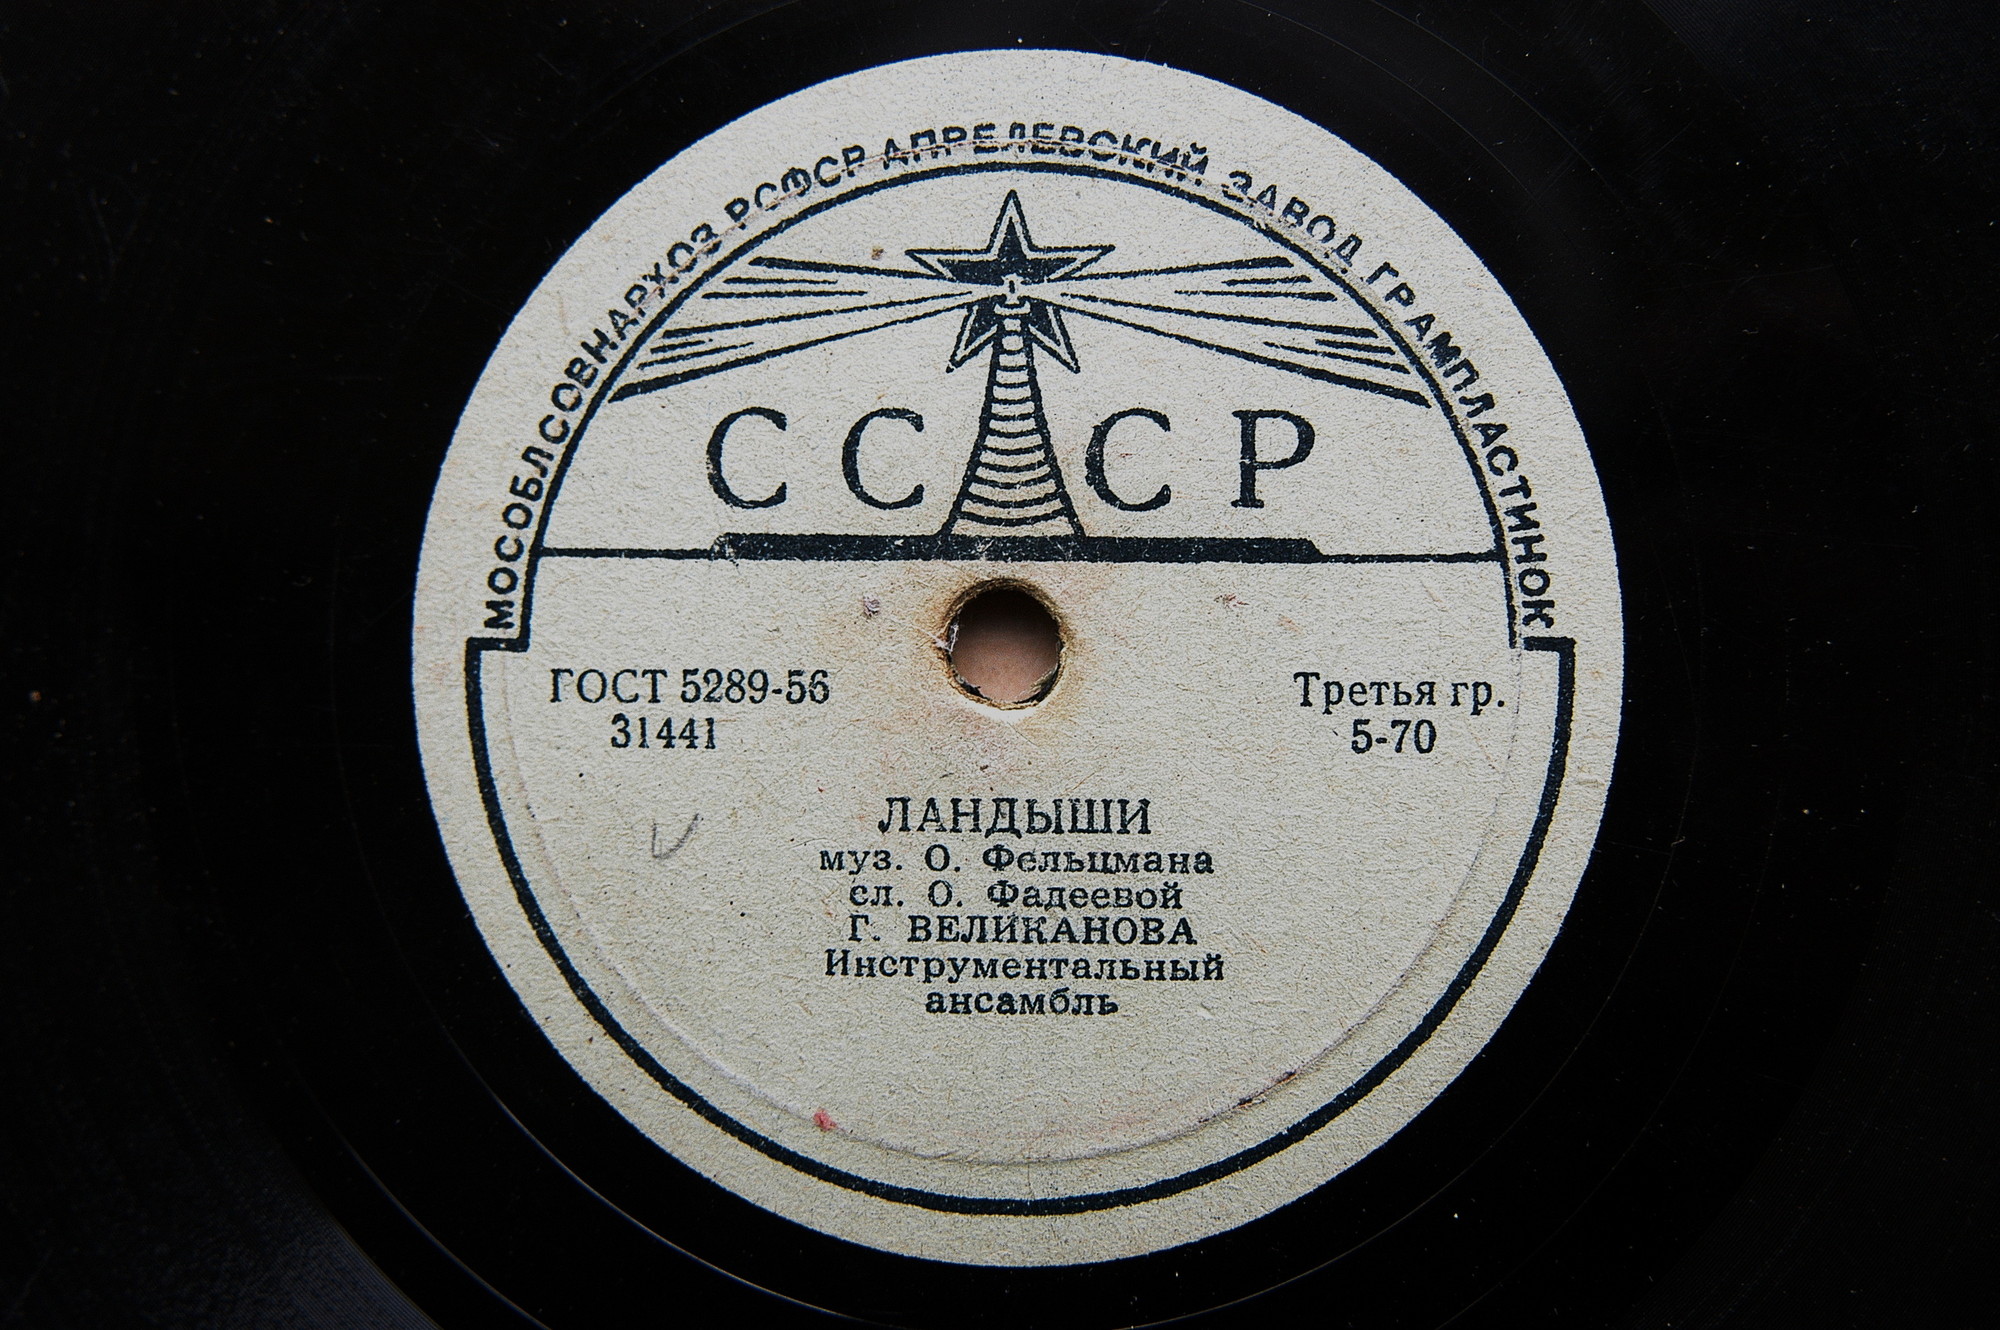 МОСОБЛСОВНАРХОЗ РСФСР АПРЕЛЕВСКИЙ ЗАВОД ГРАМПЛАСТИНОК
СССР
ГОСТ 5289-56
31441
Третья гр.
5-70
ЛАНДЫШИ
муз. О. Фельцмана
сл. О. Фадеевой
Г. ВЕЛИКАНОВА
Инструментальный
ансамбль